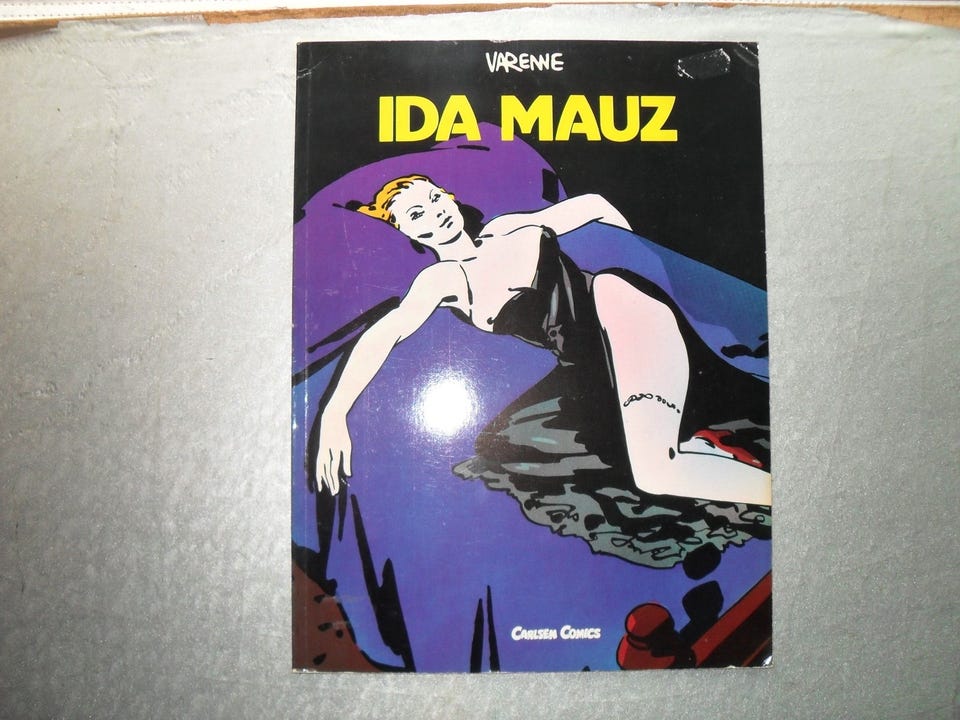 VARENNE
IDA MAUZ
CARLSEN COMICS